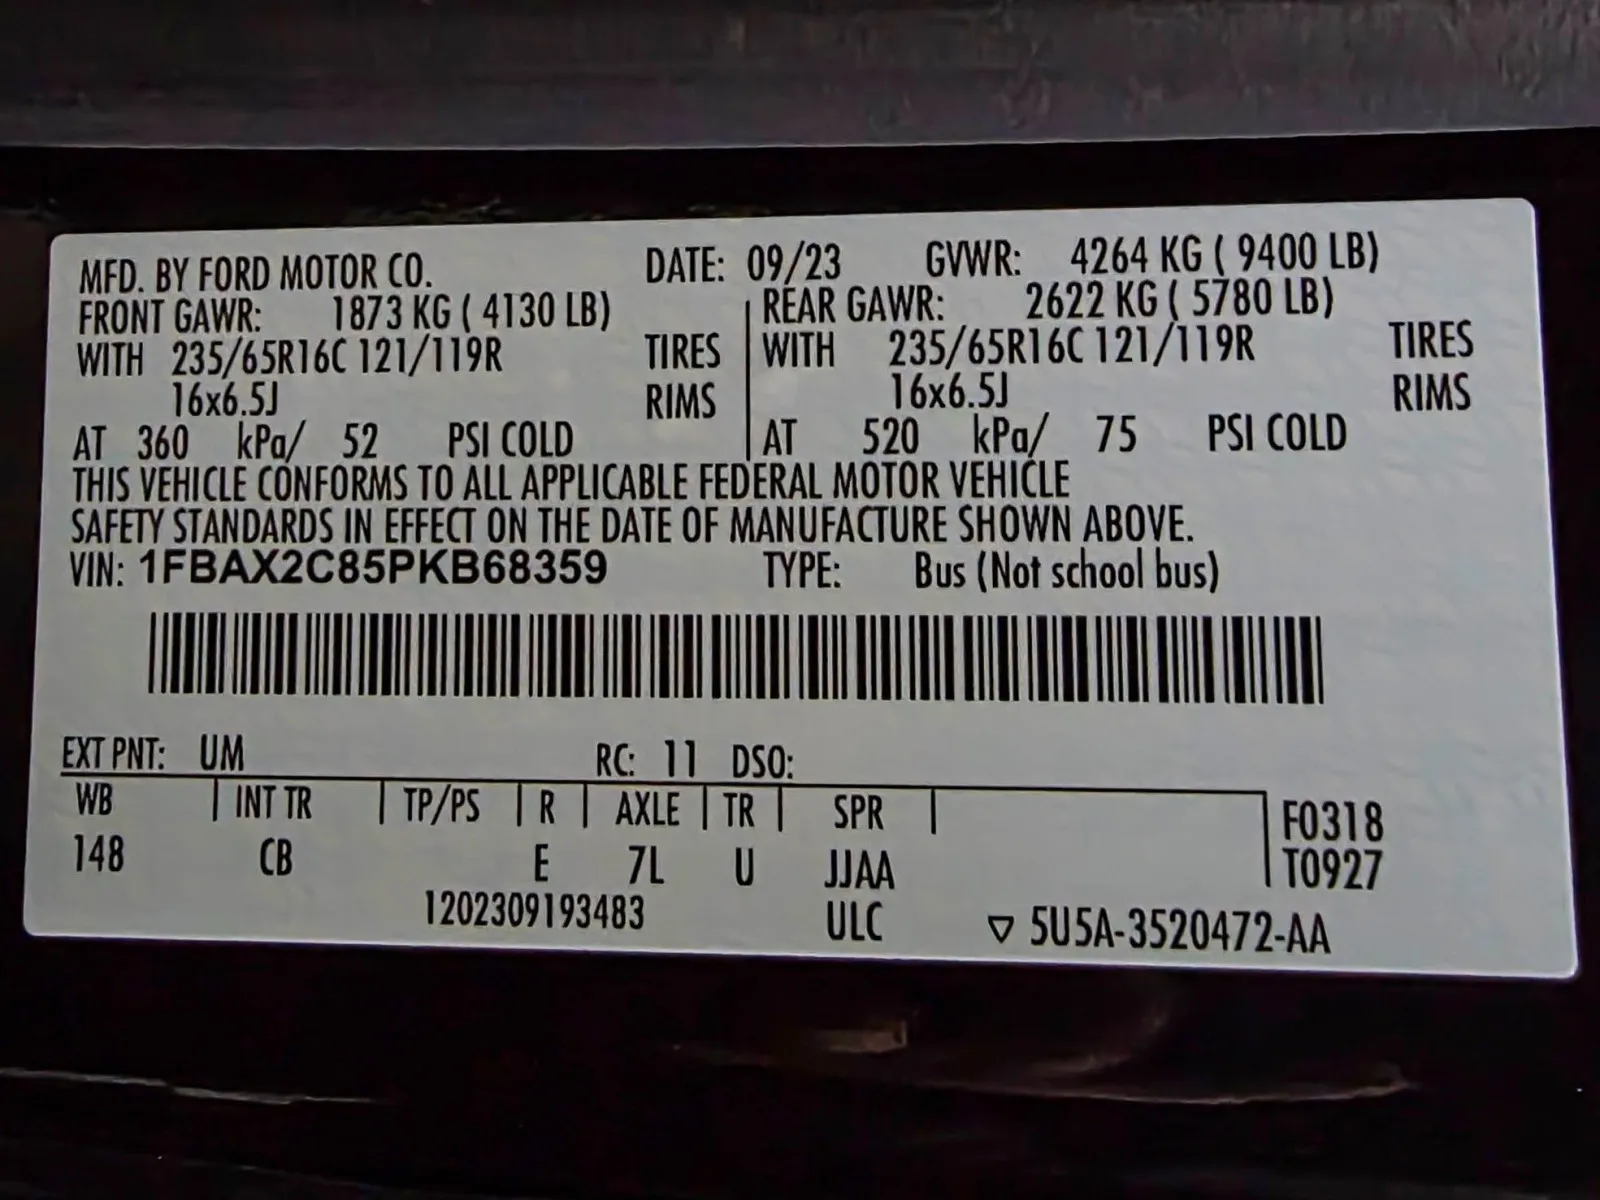 MFD. BY FORD MOTOR CO. DATE: 09/23 GVWR: 4264 KG ( 9400 LB)
FRONT GAWR: 1873 KG ( 4130 LB) REAR GAWR: 2622 KG ( 5780 LB)
WITH 235/65R16C 121/119R TIRES WITH 235/65R16C 121/119R TIRES
16x6.5J RIMS 16x6.5J RIMS
AT 360 kPa/ 52 PSI COLD AT 520 kPa/ 75 PSI COLD
THIS VEHICLE CONFORMS TO ALL APPLICABLE FEDERAL MOTOR VEHICLE
SAFETY STANDARDS IN EFFECT ON THE DATE OF MANUFACTURE SHOWN ABOVE.
VIN: 1FBAX2C85PKB68359 TYPE: Bus (Not school bus)
EXT PNT: UM RC: 11 DSO:
WB INT TR TP/PS R AXLE TR SPR F0318
148 CB E 7L U JJAA T0927
1202309193483 ULC ▽ 5U5A-3520472-AA